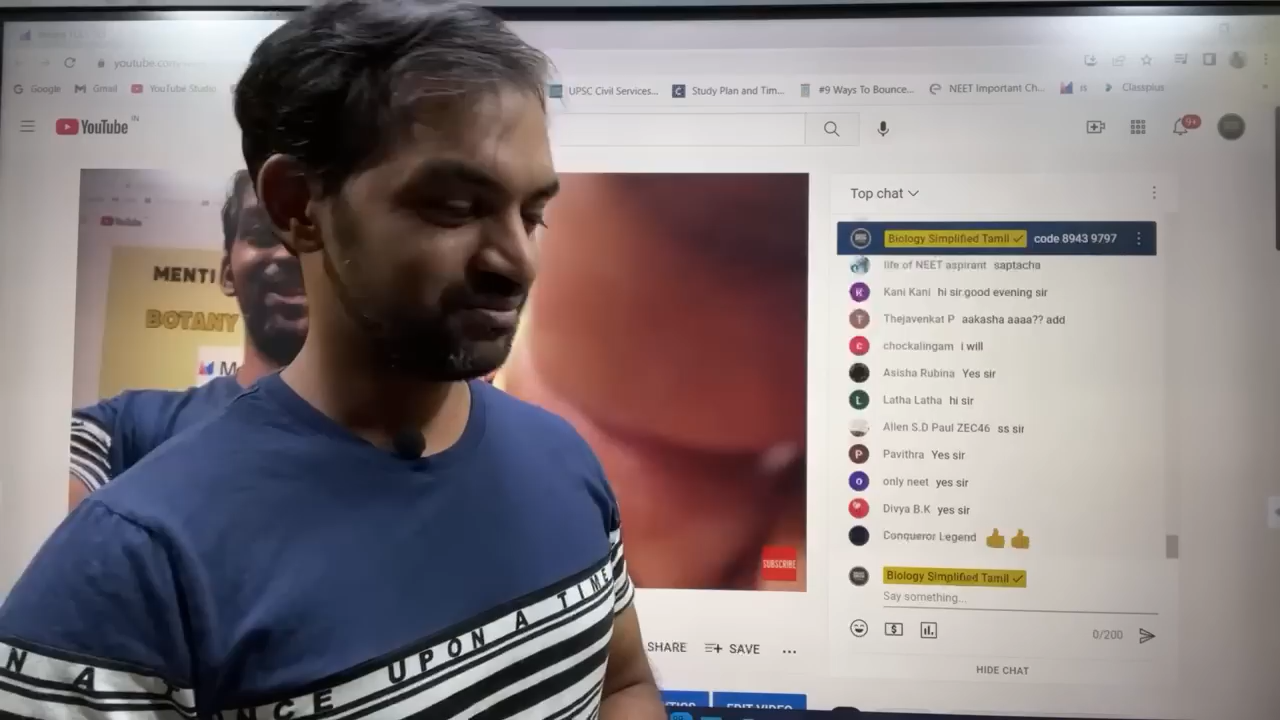 youtube.com
Google
Gmail
YouTube Studio
UPSC Civil Services...
Study Plan and Tim...
#9 Ways To Bounce...
NEET Important Ch...
rs
Classplus
YouTube IN
9+
Top chat
Biology Simplified Tamil code 8943 9797
life of NEET aspirant saptacha
Kani Kani hi sir.good evening sir
Thejavenkat P aakasha aaaa?? add
chockalingam i will
Asisha Rubina Yes sir
Latha Latha hi sir
Allen S.D Paul ZEC46 ss sir
Pavithra Yes sir
only neet yes sir
Divya B.K yes sir
Conqueror Legend
Biology Simplified Tamil
Say something...
0/200
HIDE CHAT
YouTube
MENTI
BOTANY
M
SUBSCRIBE
SHARE
SAVE
EDIT VIDEO
N A
NCE UPON A TIME